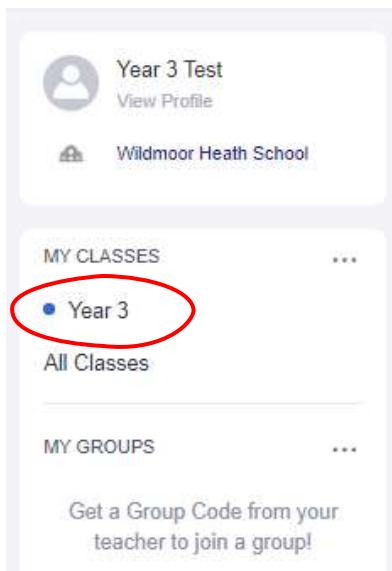 Year 3 Test
View Profile
Wildmoor Heath School
MY CLASSES
Year 3
All Classes
MY GROUPS
Get a Group Code from your
teacher to join a group!